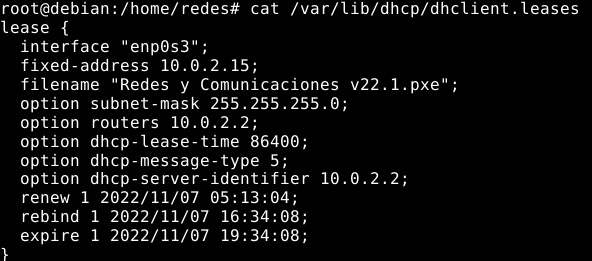 root@debian:/home/redes# cat /var/lib/dhcp/dhclient.leases
lease {
  interface "enp0s3";
  fixed-address 10.0.2.15;
  filename "Redes y Comunicaciones v22.1.pxe";
  option subnet-mask 255.255.255.0;
  option routers 10.0.2.2;
  option dhcp-lease-time 86400;
  option dhcp-message-type 5;
  option dhcp-server-identifier 10.0.2.2;
  renew 1 2022/11/07 05:13:04;
  rebind 1 2022/11/07 16:34:08;
  expire 1 2022/11/07 19:34:08;
}